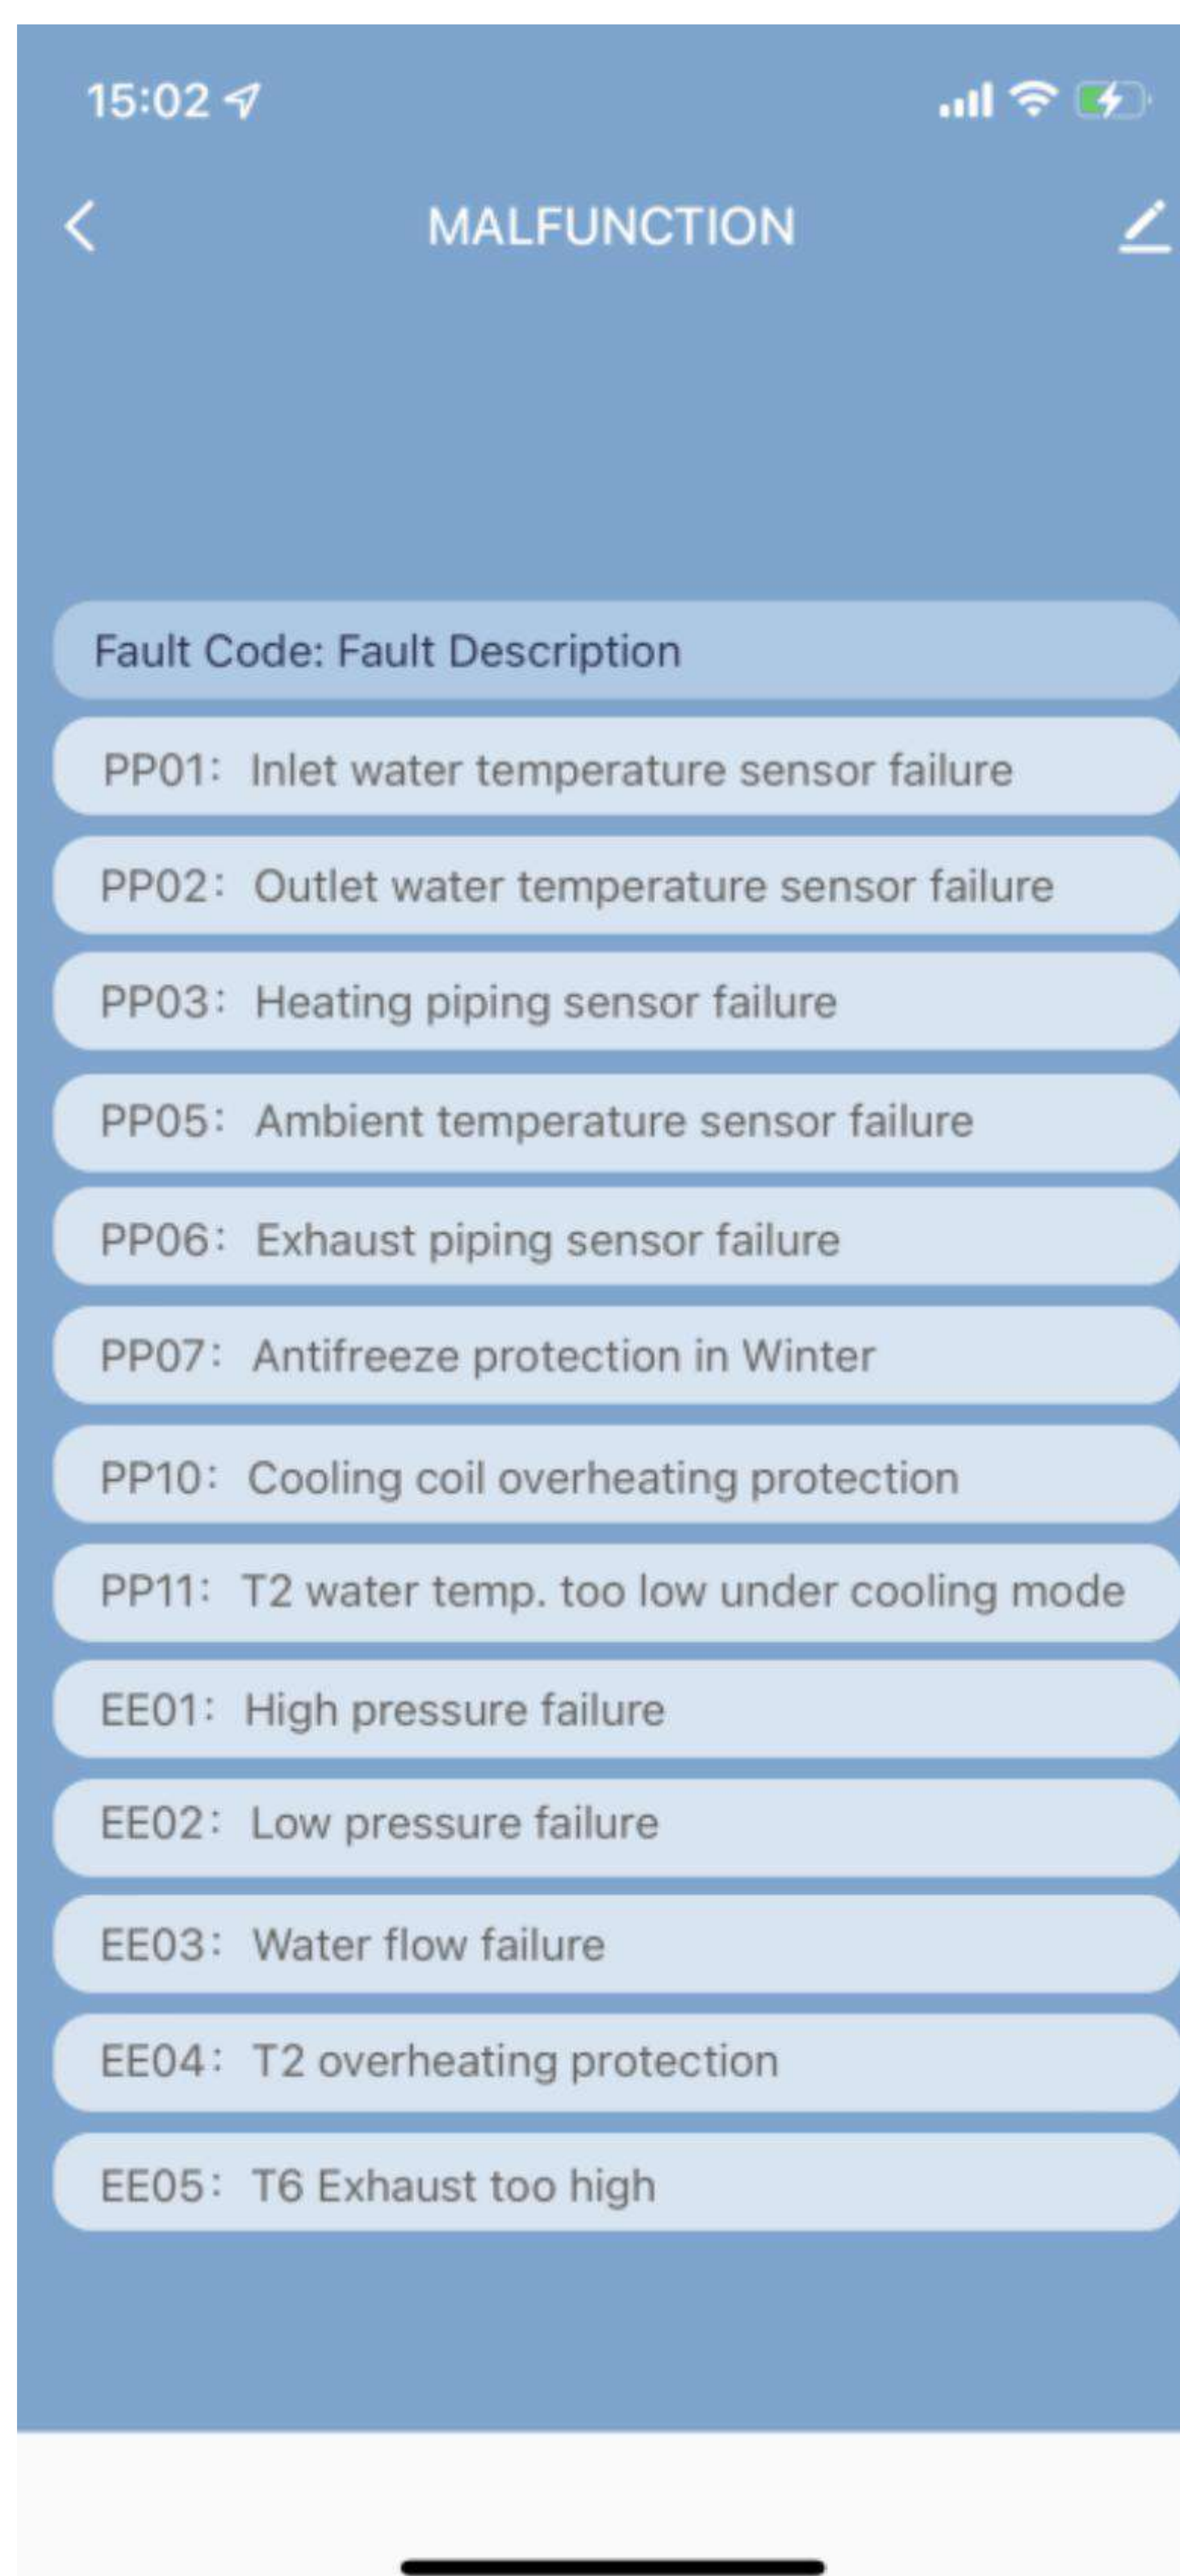 15:02
MALFUNCTION
Fault Code: Fault Description
PP01: Inlet water temperature sensor failure
PP02: Outlet water temperature sensor failure
PP03: Heating piping sensor failure
PP05: Ambient temperature sensor failure
PP06: Exhaust piping sensor failure
PP07: Antifreeze protection in Winter
PP10: Cooling coil overheating protection
PP11: T2 water temp. too low under cooling mode
EE01: High pressure failure
EE02: Low pressure failure
EE03: Water flow failure
EE04: T2 overheating protection
EE05: T6 Exhaust too high